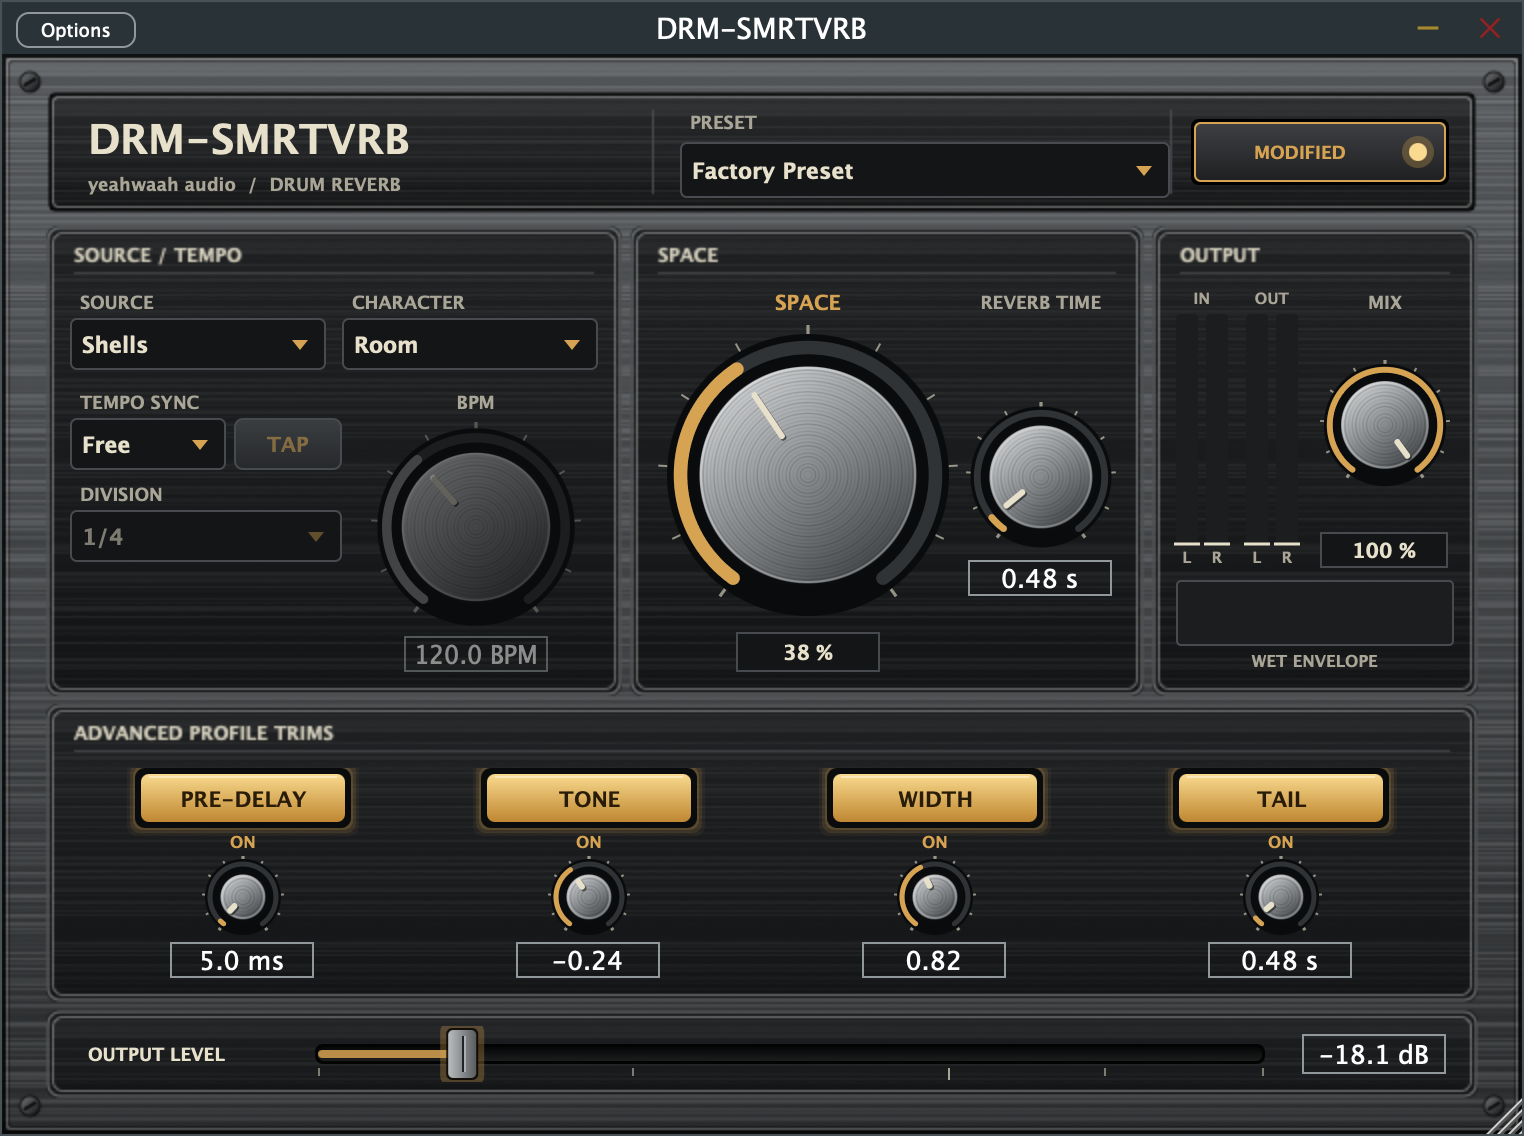 Options
DRM-SMRTVRB
DRM-SMRTVRB
yeahwaah audio / DRUM REVERB
PRESET
Factory Preset
MODIFIED
SOURCE / TEMPO
SOURCE
CHARACTER
Shells
Room
TEMPO SYNC
BPM
Free
TAP
DIVISION
1/4
120.0 BPM
SPACE
SPACE
REVERB TIME
0.48 s
38 %
OUTPUT
IN
OUT
MIX
L R L R
100 %
WET ENVELOPE
ADVANCED PROFILE TRIMS
PRE-DELAY
TONE
WIDTH
TAIL
ON
ON
ON
ON
5.0 ms
-0.24
0.82
0.48 s
OUTPUT LEVEL
-18.1 dB